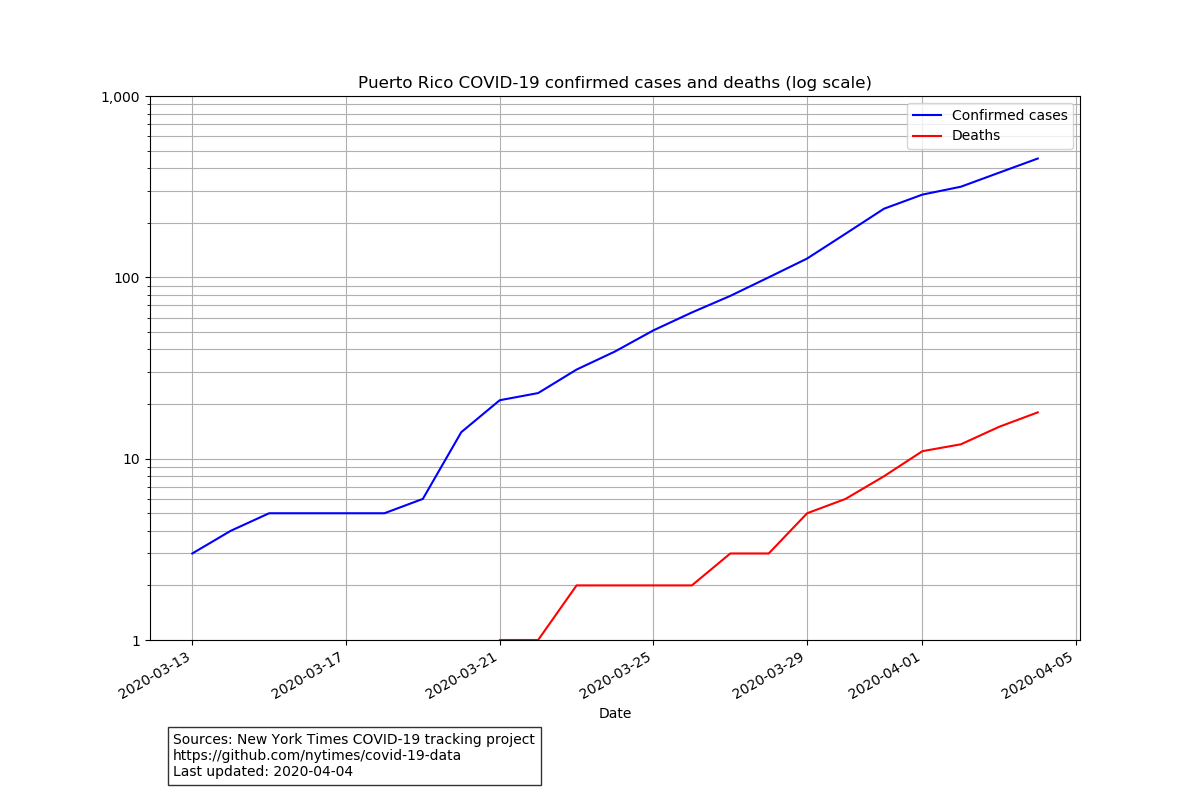 Puerto Rico COVID-19 confirmed cases and deaths (log scale)
1,000
100
10
1
Confirmed cases
Deaths
2020-03-13
2020-03-17
2020-03-21
2020-03-25
2020-03-29
2020-04-01
2020-04-05
Date
Sources: New York Times COVID-19 tracking project
https://github.com/nytimes/covid-19-data
Last updated: 2020-04-04